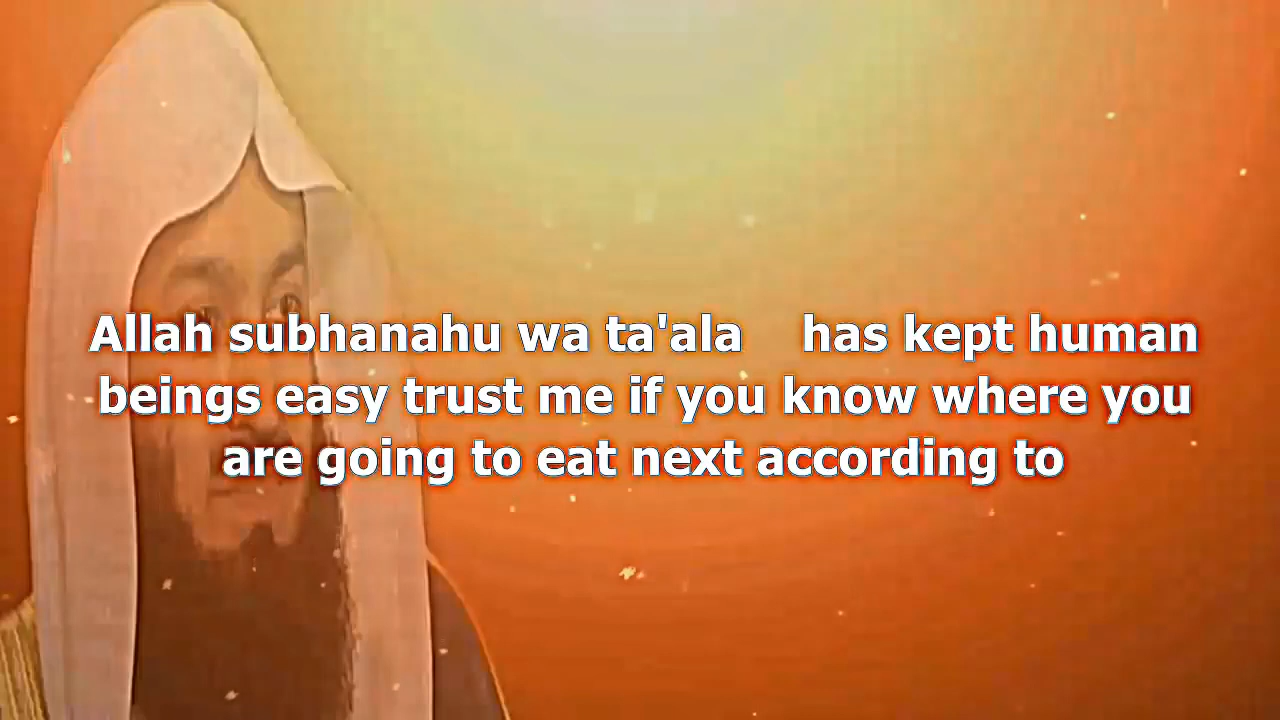 Allah subhanahu wa ta'ala has kept human
beings easy trust me if you know where you
are going to eat next according to